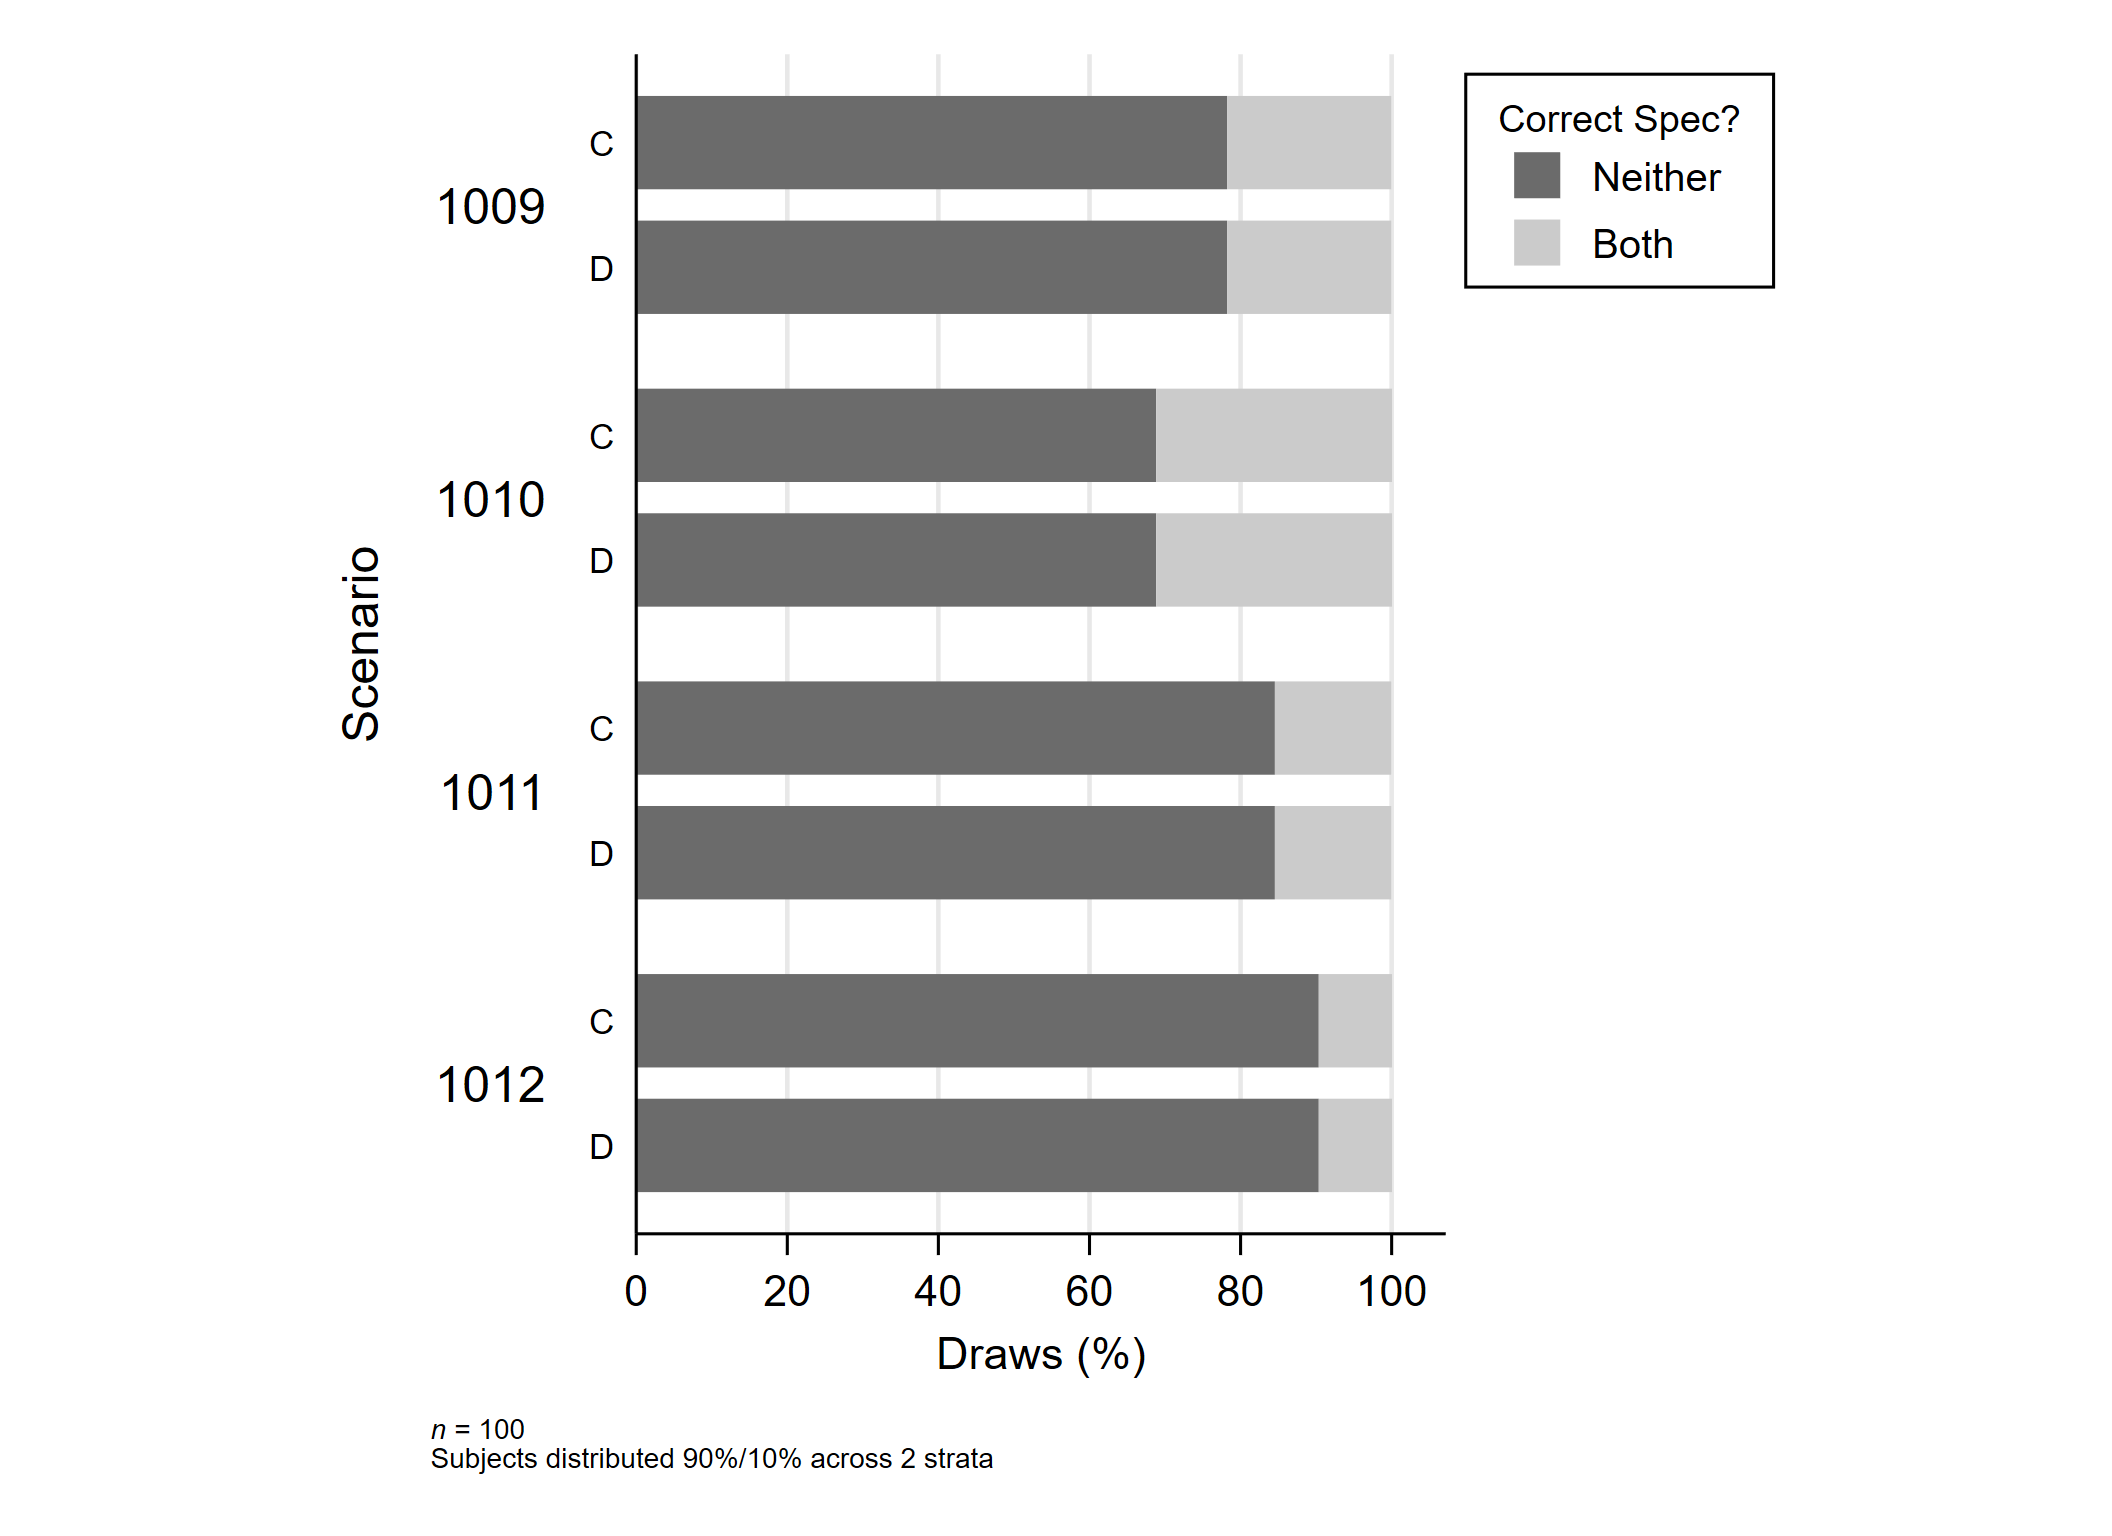 Correct Spec?
Neither
Both
Scenario
1009
C
D
1010
C
D
1011
C
D
1012
C
D
0 20 40 60 80 100
Draws (%)
n = 100
Subjects distributed 90%/10% across 2 strata